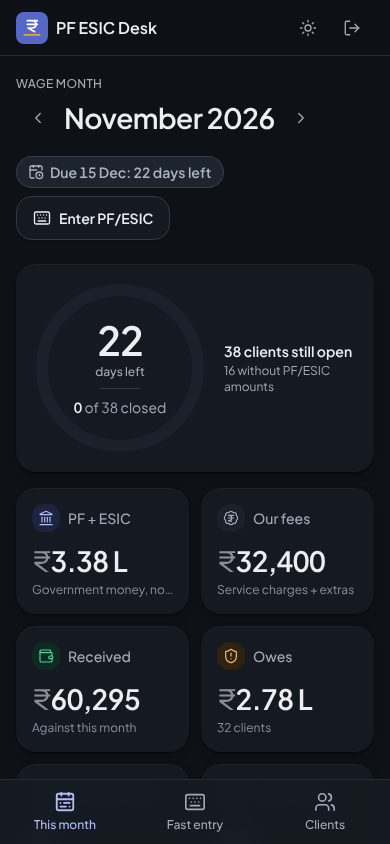 PF ESIC Desk
WAGE MONTH
November 2026
Due 15 Dec: 22 days left
Enter PF/ESIC
22
days left
0 of 38 closed
38 clients still open
16 without PF/ESIC
amounts
PF + ESIC
₹3.38 L
Government money, no…
Our fees
₹32,400
Service charges + extras
Received
₹60,295
Against this month
Owes
₹2.78 L
32 clients
This month
Fast entry
Clients